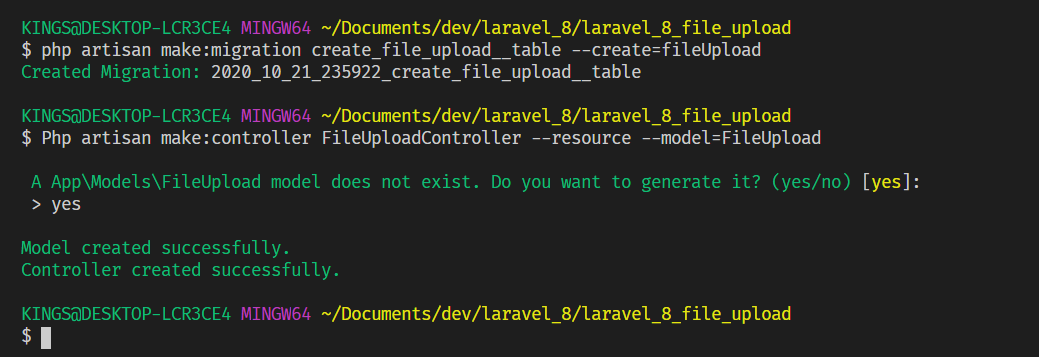 KINGS@DESKTOP-LCR3CE4 MINGW64 ~/Documents/dev/laravel_8/laravel_8_file_upload
$ php artisan make:migration create_file_upload__table --create=fileUpload
Created Migration: 2020_10_21_235922_create_file_upload__table
KINGS@DESKTOP-LCR3CE4 MINGW64 ~/Documents/dev/laravel_8/laravel_8_file_upload
$ Php artisan make:controller FileUploadController --resource --model=FileUpload
A App\Models\FileUpload model does not exist. Do you want to generate it? (yes/no) [yes]:
> yes
Model created successfully.
Controller created successfully.
KINGS@DESKTOP-LCR3CE4 MINGW64 ~/Documents/dev/laravel_8/laravel_8_file_upload
$